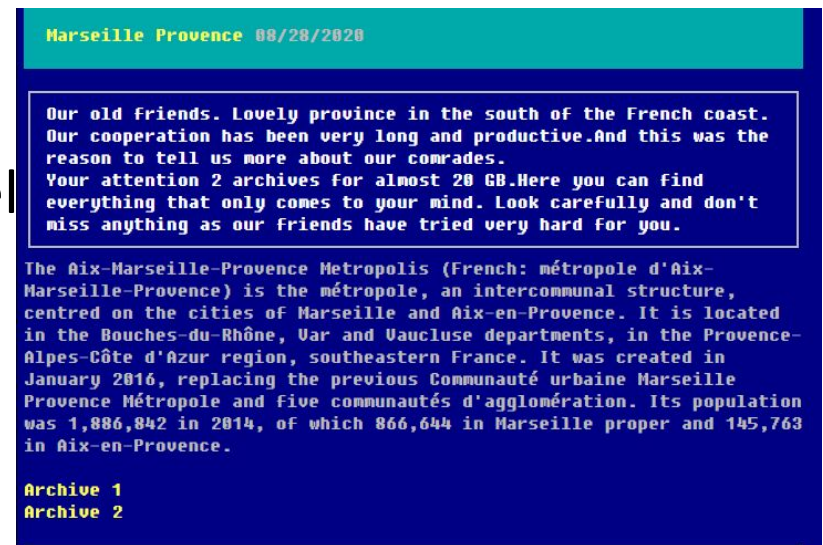 Marseille Provence 08/28/2020
Our old friends. Lovely province in the south of the French coast.
Our cooperation has been very long and productive.And this was the
reason to tell us more about our comrades.
Your attention 2 archives for almost 20 GB.Here you can find
everything that only comes to your mind. Look carefully and don't
miss anything as our friends have tried very hard for you.
The Aix-Marseille-Provence Metropolis (French: métropole d'Aix-
Marseille-Provence) is the métropole, an intercommunal structure,
centred on the cities of Marseille and Aix-en-Provence. It is located
in the Bouches-du-Rhône, Var and Vaucluse departments, in the Provence-
Alpes-Côte d'Azur region, southeastern France. It was created in
January 2016, replacing the previous Communauté urbaine Marseille
Provence Métropole and five communautés d'agglomération. Its population
was 1,886,842 in 2014, of which 866,644 in Marseille proper and 145,763
in Aix-en-Provence.
Archive 1
Archive 2